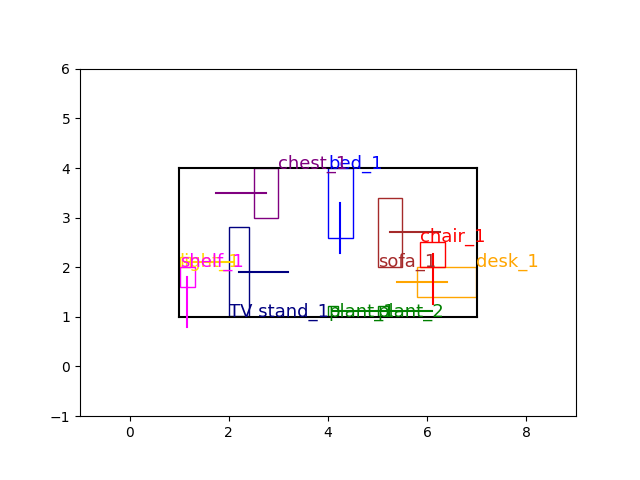 6
5
4
3
2
1
0
−1
0
2
4
6
8
chest_1
bed_1
chair_1
shelf_1
sofa_1
desk_1
TV stand_1
plant_1
plant_2